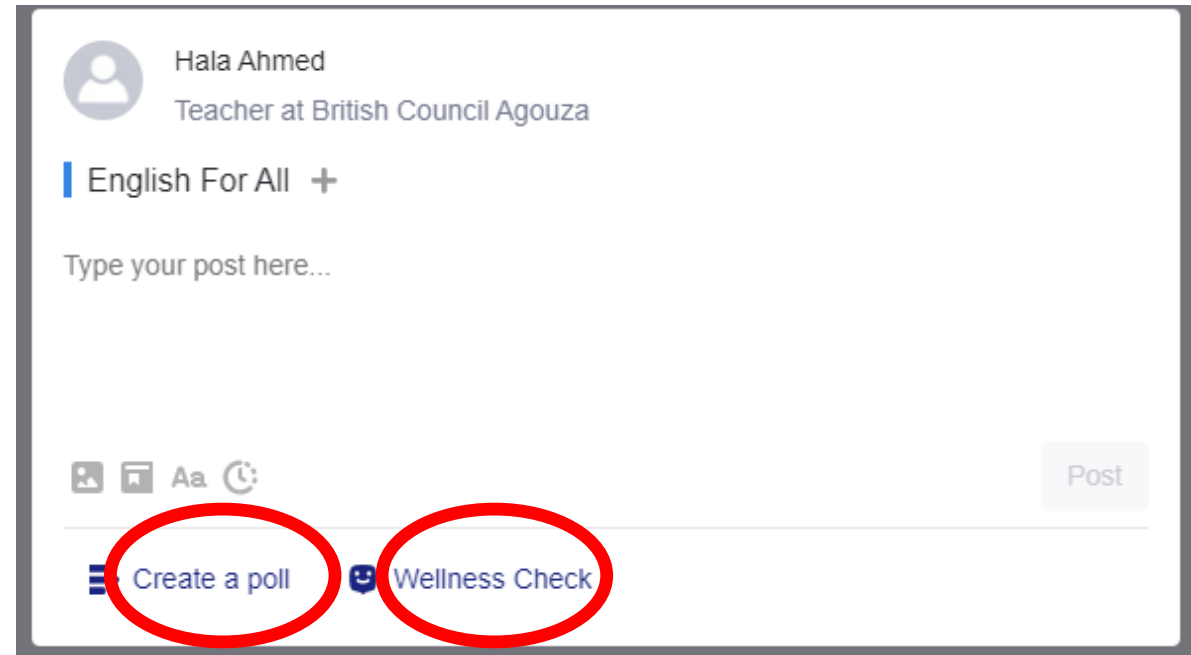 Hala Ahmed
Teacher at British Council Agouza
English For All +
Type your post here...
Aa
Post
Create a poll
Wellness Check